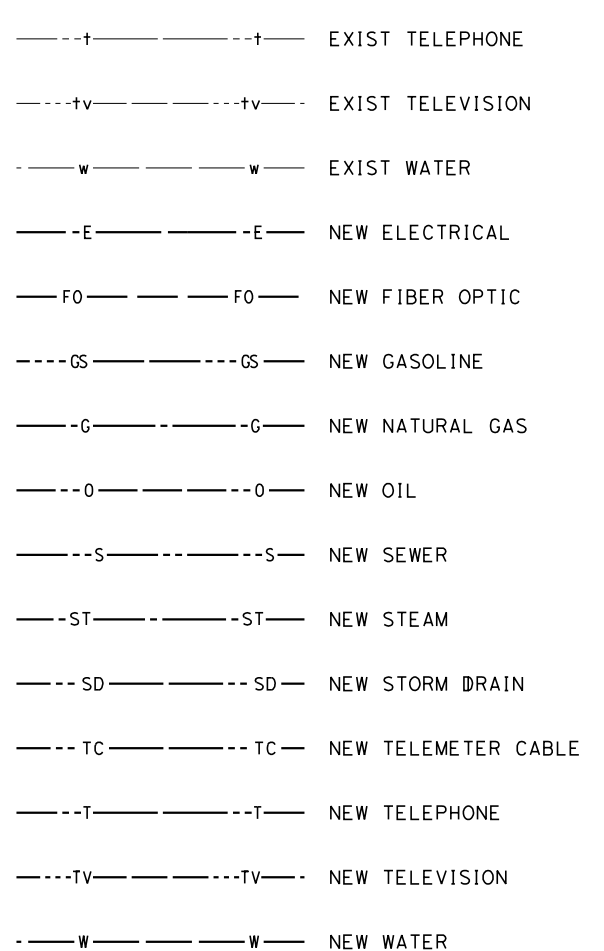 t t EXIST TELEPHONE
tv tv EXIST TELEVISION
w w EXIST WATER
E E NEW ELECTRICAL
FO FO NEW FIBER OPTIC
GS GS NEW GASOLINE
G G NEW NATURAL GAS
O O NEW OIL
S S NEW SEWER
ST ST NEW STEAM
SD SD NEW STORM DRAIN
TC TC NEW TELEMETER CABLE
T T NEW TELEPHONE
TV TV NEW TELEVISION
W W NEW WATER